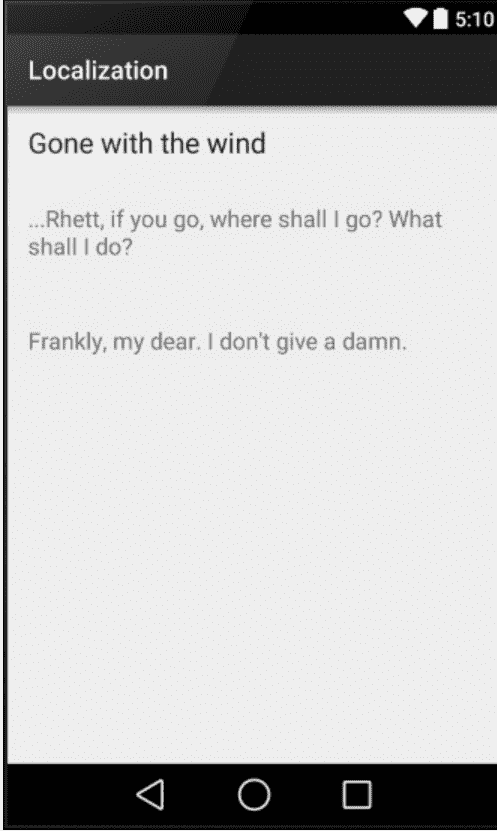 5:10
Localization
Gone with the wind
...Rhett, if you go, where shall I go? What
shall I do?
Frankly, my dear. I don't give a damn.